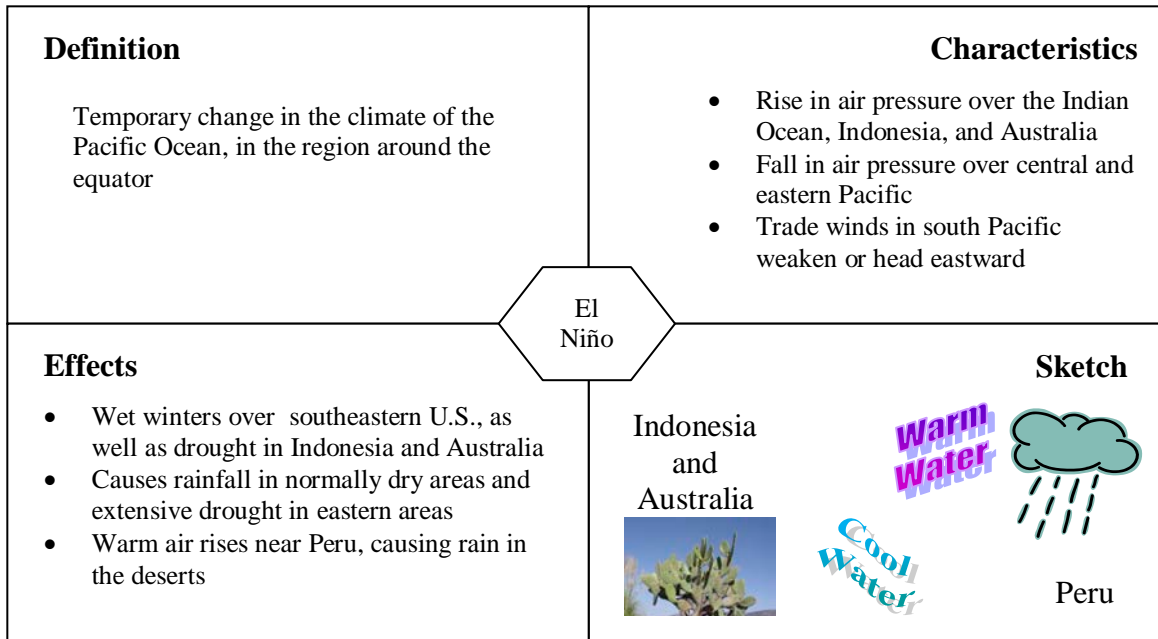 Definition
Temporary change in the climate of the
Pacific Ocean, in the region around the
equator
Characteristics
• Rise in air pressure over the Indian
Ocean, Indonesia, and Australia
• Fall in air pressure over central and
eastern Pacific
• Trade winds in south Pacific
weaken or head eastward
El
Niño
Effects
• Wet winters over southeastern U.S., as
well as drought in Indonesia and Australia
• Causes rainfall in normally dry areas and
extensive drought in eastern areas
• Warm air rises near Peru, causing rain in
the deserts
Sketch
Indonesia
and
Australia
Warm
Water
Cool
Water
Peru